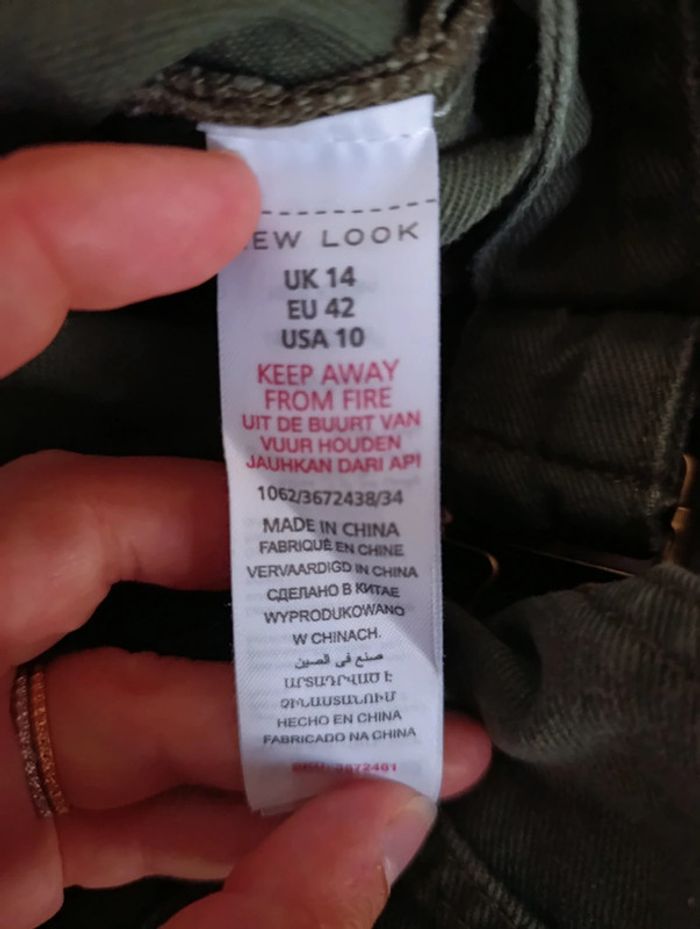 EW LOOK
UK 14
EU 42
USA 10
KEEP AWAY
FROM FIRE
UIT DE BUURT VAN
VUUR HOUDEN
JAUHKAN DARI API
1062/3672438/34
MADE IN CHINA
FABRIQUÉ EN CHINE
VERVAARDIGD IN CHINA
СДЕЛАНО В КИТАЕ
WYPRODUKOWANO
W CHINACH.
صنع في الصين
ԱՐՏԱԴՐՎԱԾ Է
ՉԻՆԱՍՏԱՆՈՒՄ
HECHO EN CHINA
FABRICADO NA CHINA
3672461